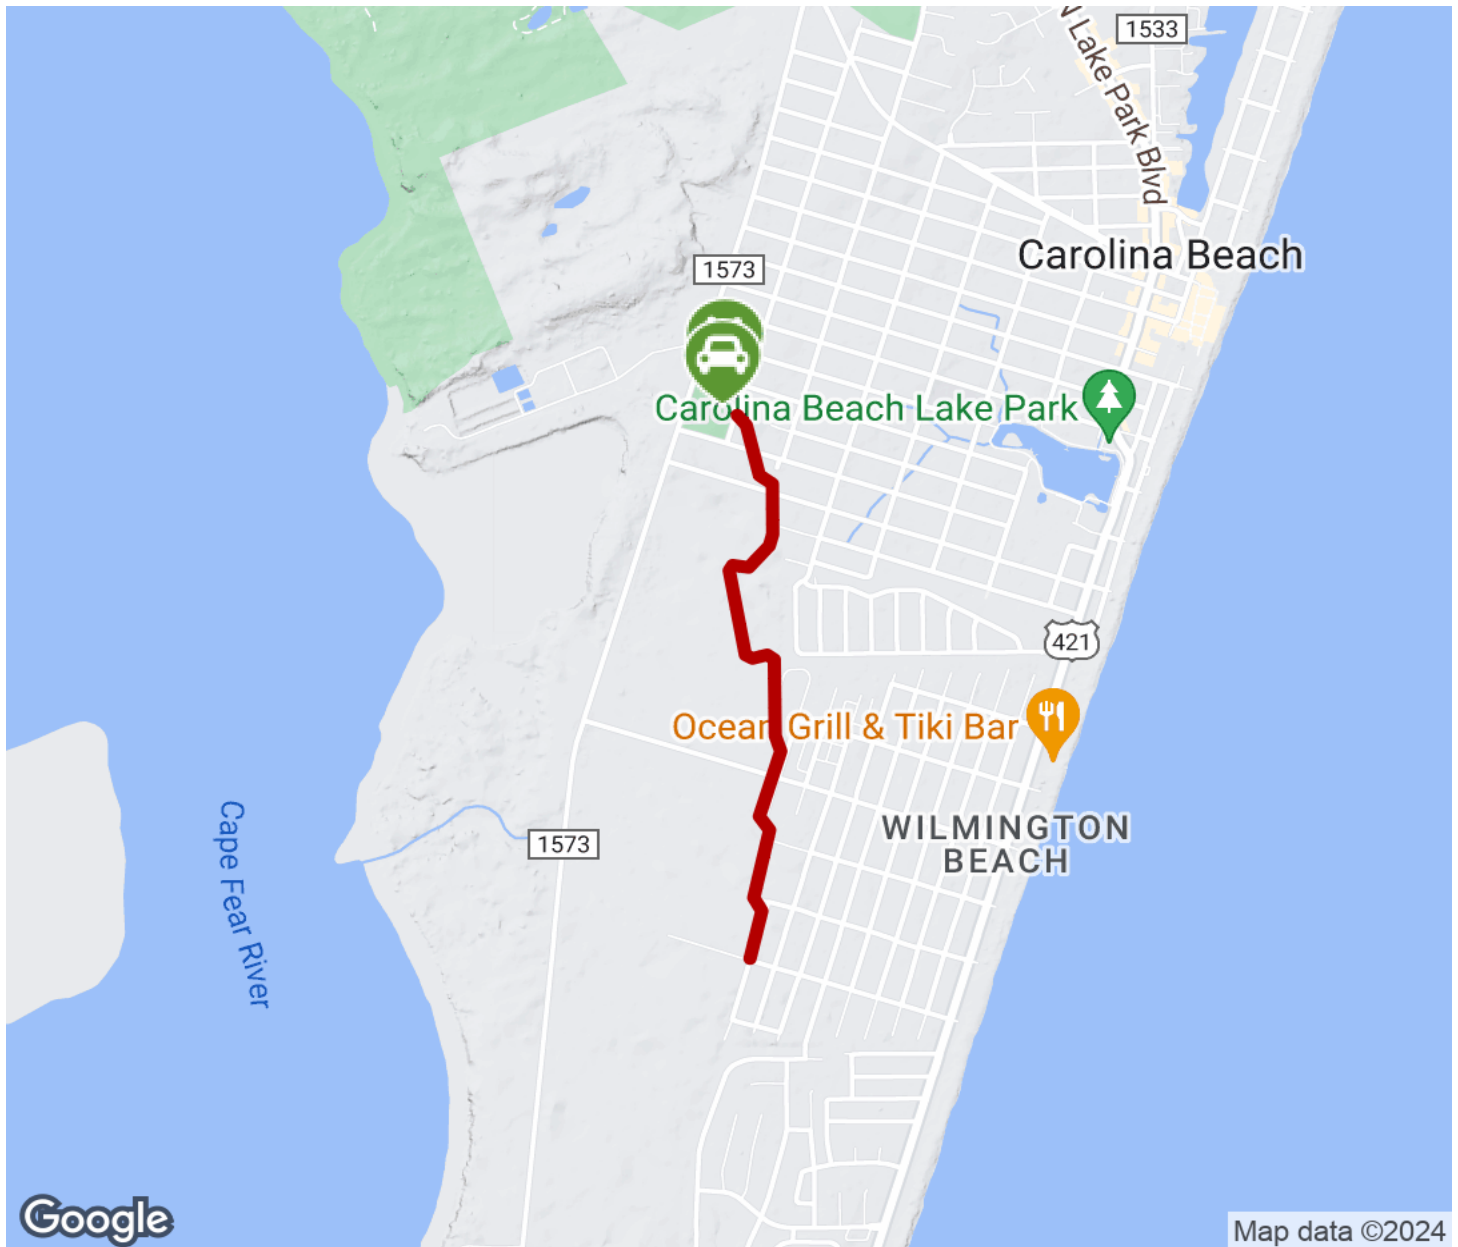 1533
N Lake Park Blvd
Carolina Beach
1573
Carolina Beach Lake Park
421
Ocean Grill & Tiki Bar
WILMINGTON
BEACH
1573
Cape Fear River
Google
Map data ©2024